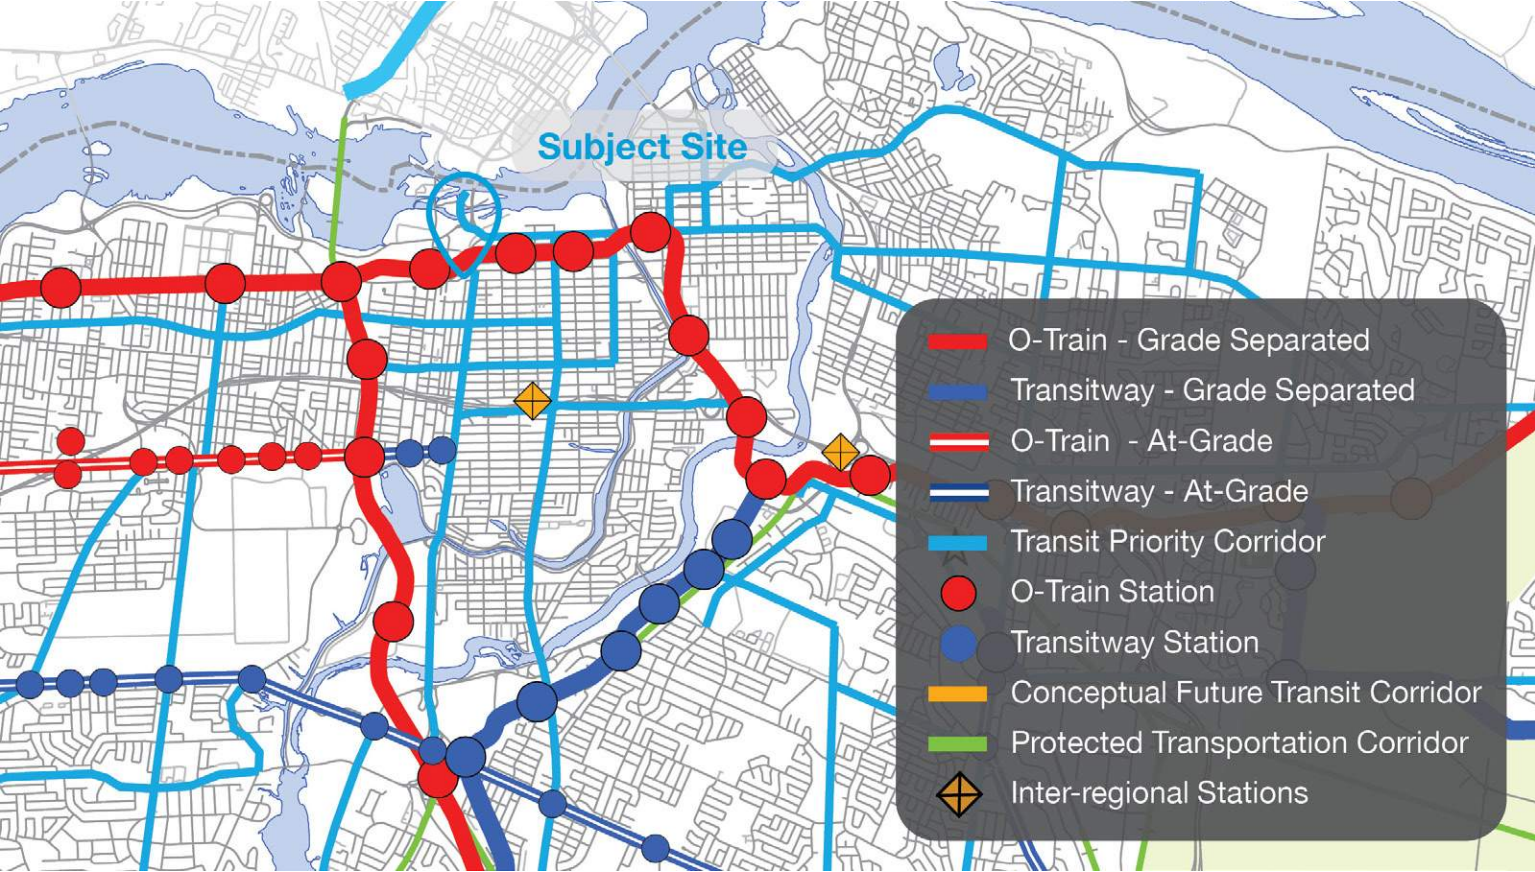 Subject Site
O-Train - Grade Separated
Transitway - Grade Separated
O-Train - At-Grade
Transitway - At-Grade
Transit Priority Corridor
O-Train Station
Transitway Station
Conceptual Future Transit Corridor
Protected Transportation Corridor
Inter-regional Stations